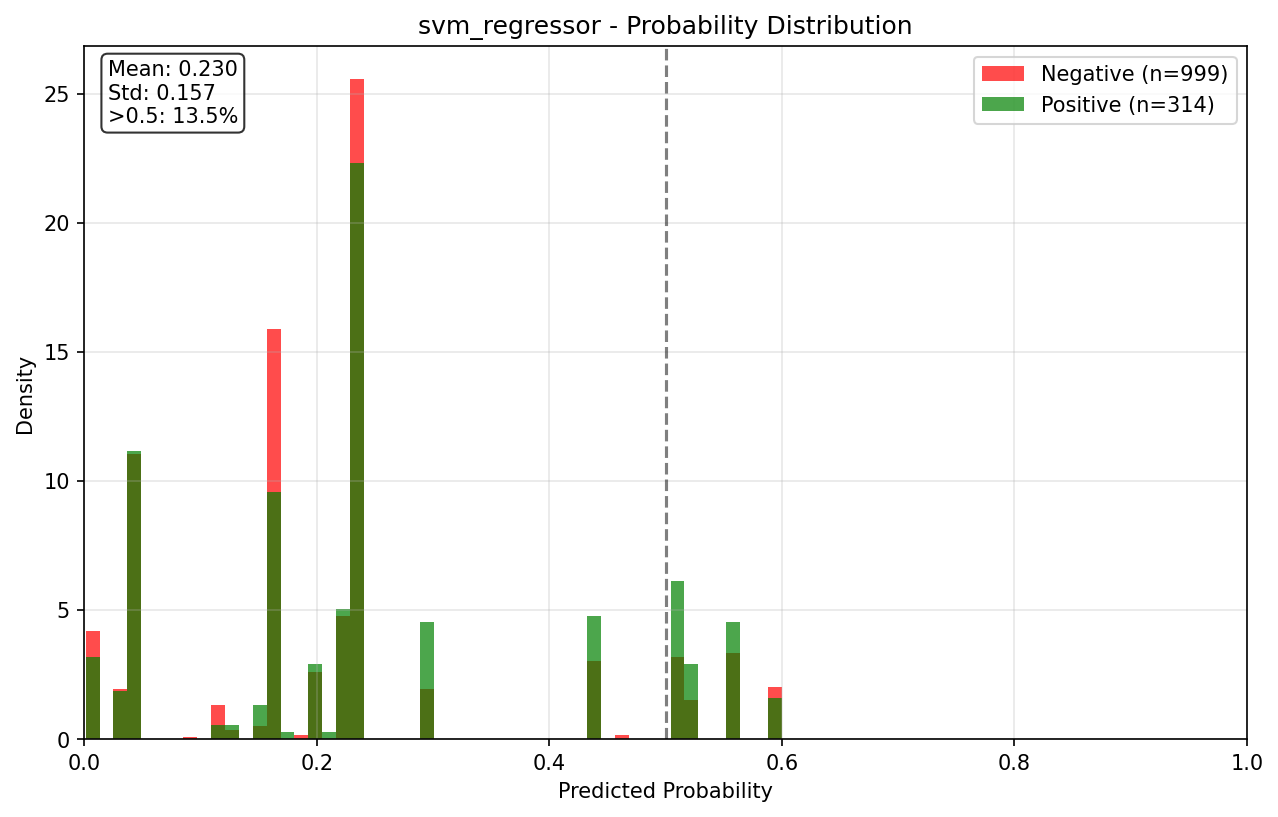 svm_regressor - Probability Distribution
Mean: 0.230
Std: 0.157
>0.5: 13.5%
Negative (n=999)
Positive (n=314)
Density
25
20
15
10
5
0
0.0 0.2 0.4 0.6 0.8 1.0
Predicted Probability